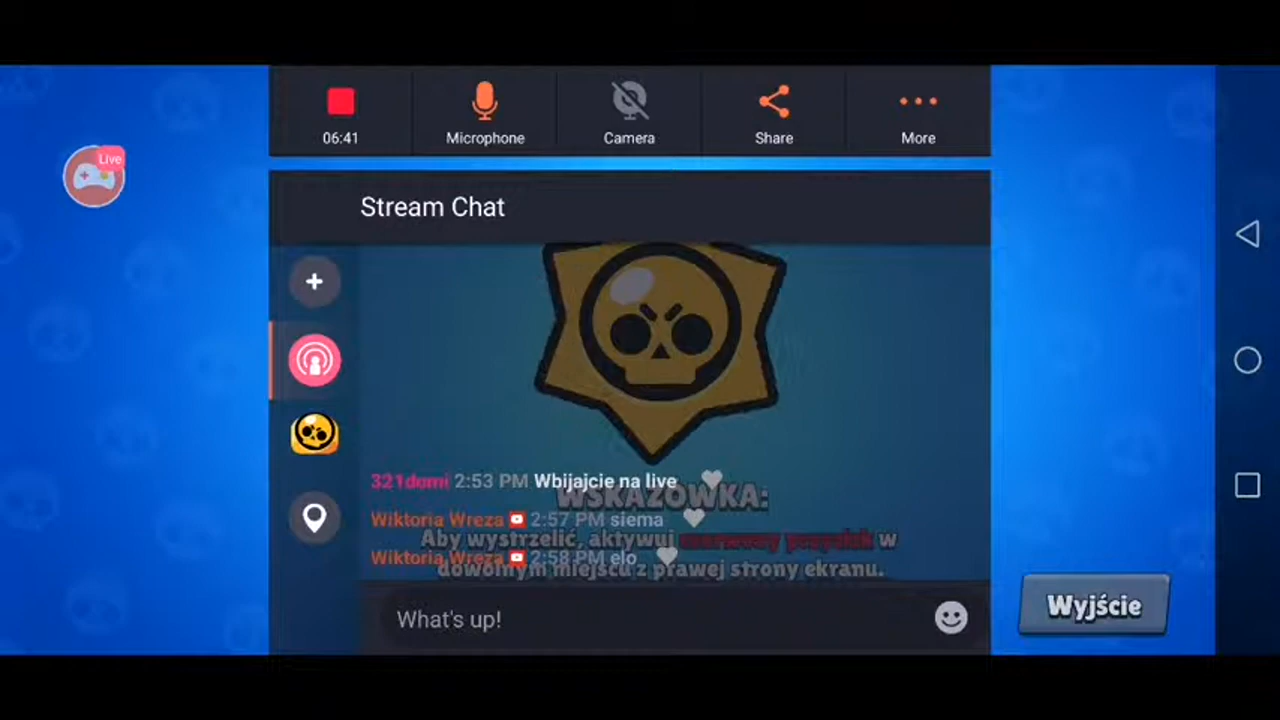 06:41
Microphone
Camera
Share
More
Live
Stream Chat
321domi 2:53 PM Wbijajcie na live
WSKAZÓWKA:
Wiktoria Wreza 2:57 PM siema
Aby wystrzelić, aktywuj czerwony przycisk w
Wiktoria Wreza 2:58 PM elo
dowolnym miejscu z prawej strony ekranu.
What's up!
Wyjście